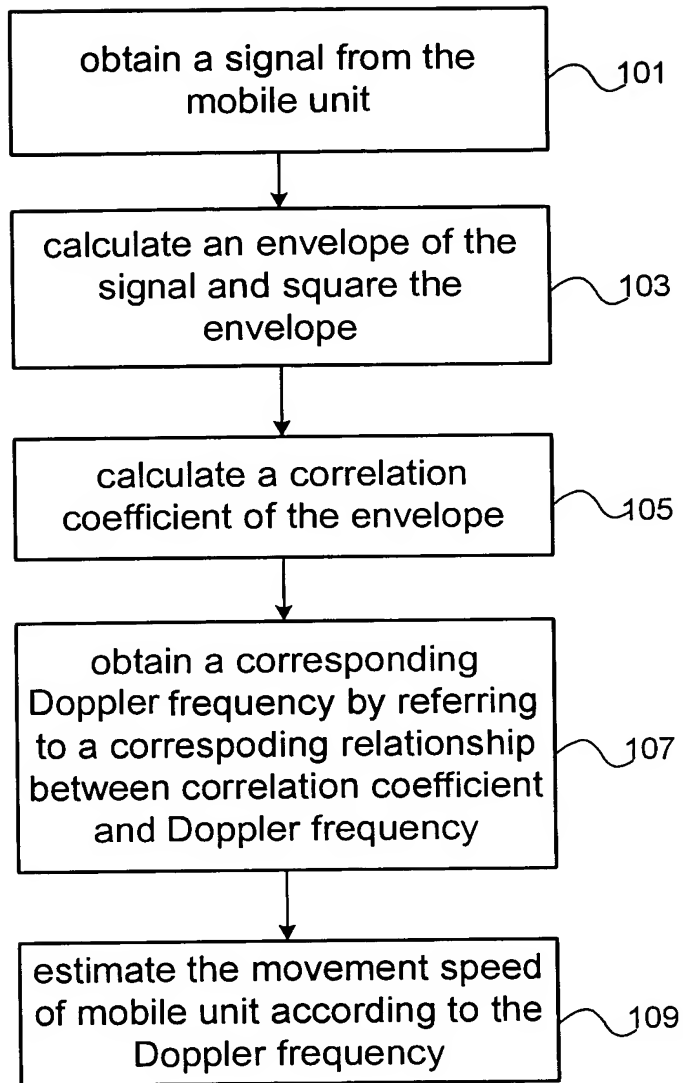 obtain a signal from the
mobile unit
101
calculate an envelope of the
signal and square the
envelope
103
calculate a correlation
coefficient of the envelope
105
obtain a corresponding
Doppler frequency by referring
to a correspoding relationship
between correlation coefficient
and Doppler frequency
107
estimate the movement speed
of mobile unit according to the
Doppler frequency
109